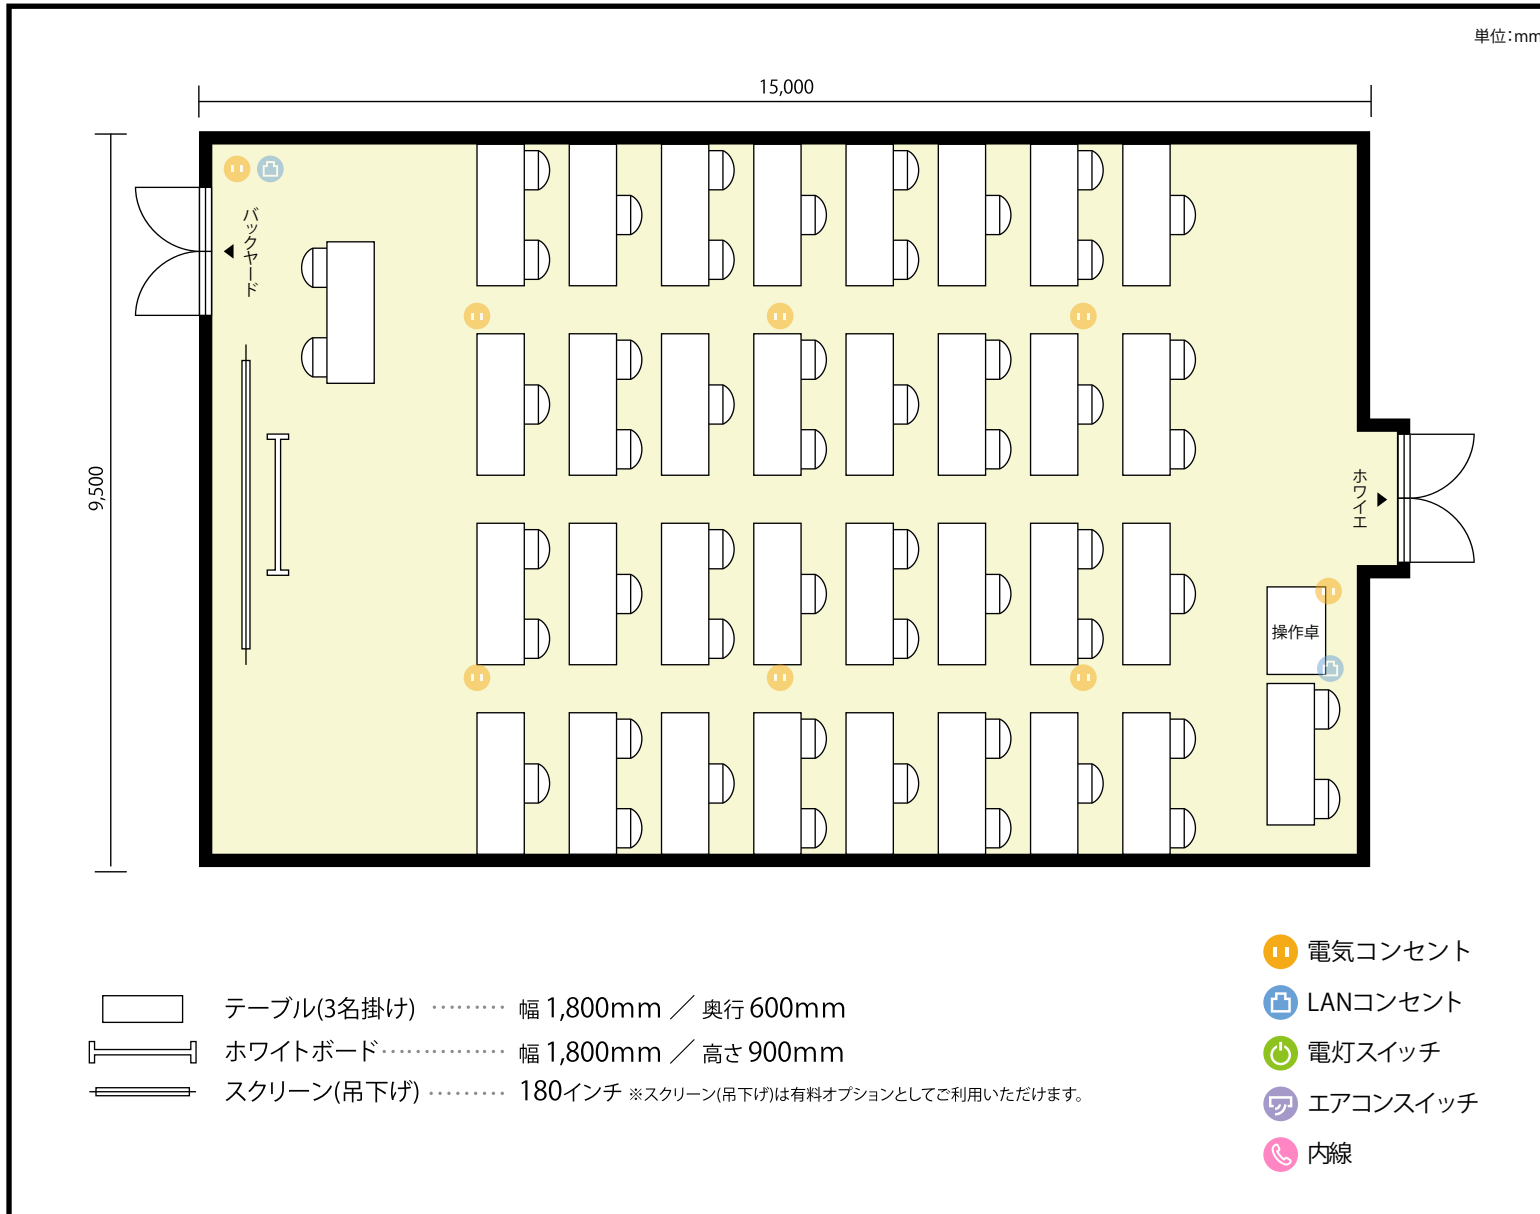 単位：mm
15,000
9,500
バックヤード
ホワイエ
操作卓
テーブル(3名掛け) ········· 幅 1,800mm ／ 奥行 600mm
ホワイトボード··············· 幅 1,800mm ／ 高さ 900mm
スクリーン(吊下げ) ········· 180インチ ※スクリーン(吊下げ)は有料オプションとしてご利用いただけます。
電気コンセント
LANコンセント
電灯スイッチ
エアコンスイッチ
内線